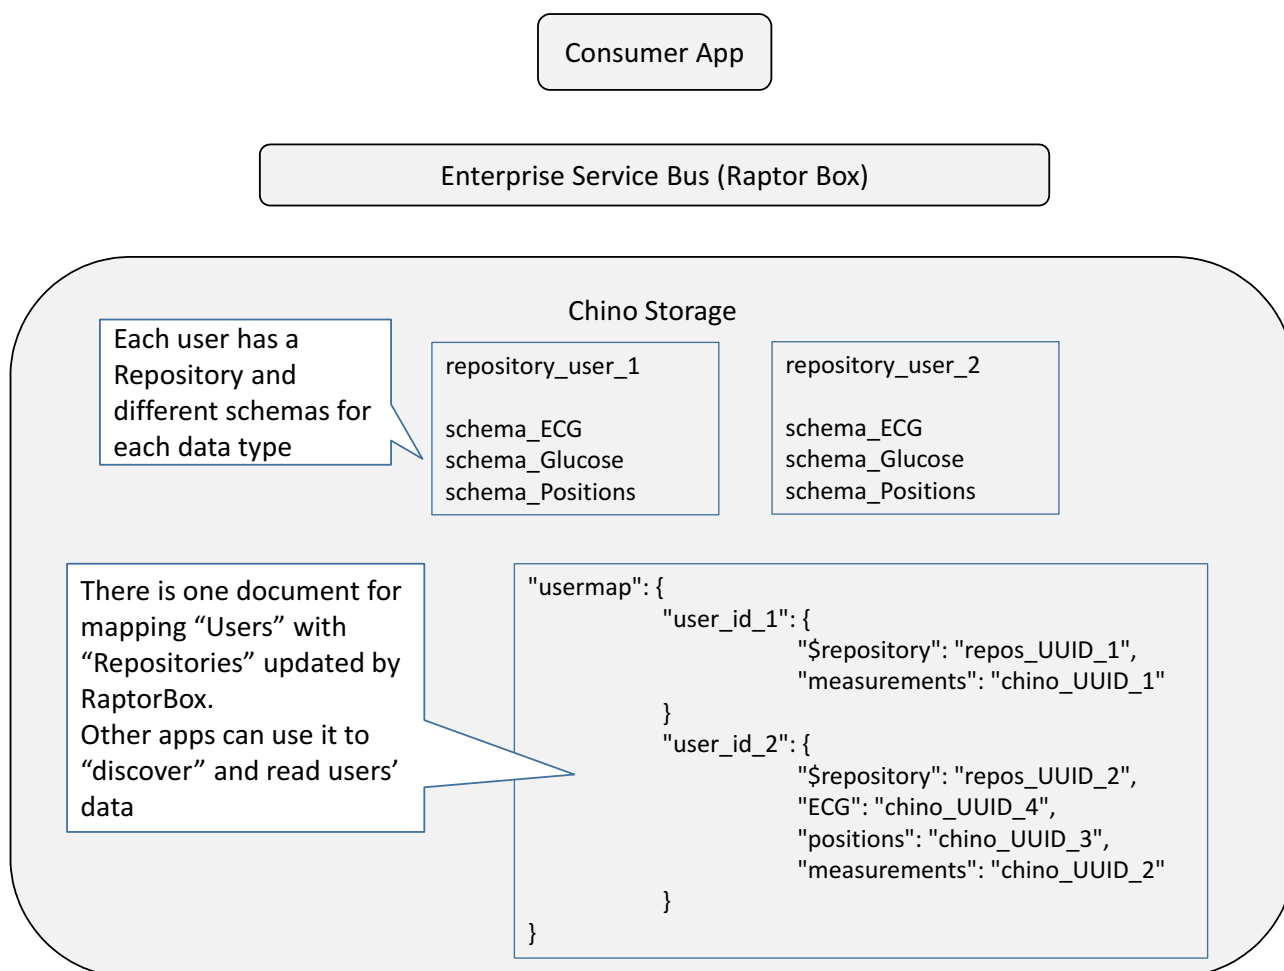 Consumer App
Enterprise Service Bus (Raptor Box)
Chino Storage
Each user has a
Repository and
different schemas for
each data type
repository_user_1
schema_ECG
schema_Glucose
schema_Positions
repository_user_2
schema_ECG
schema_Glucose
schema_Positions
There is one document for
mapping “Users” with
“Repositories” updated by
RaptorBox.
Other apps can use it to
“discover” and read users’
data
"usermap": {
"user_id_1": {
"$repository": "repos_UUID_1",
"measurements": "chino_UUID_1"
}
"user_id_2": {
"$repository": "repos_UUID_2",
"ECG": "chino_UUID_4",
"positions": "chino_UUID_3",
"measurements": "chino_UUID_2"
}
}